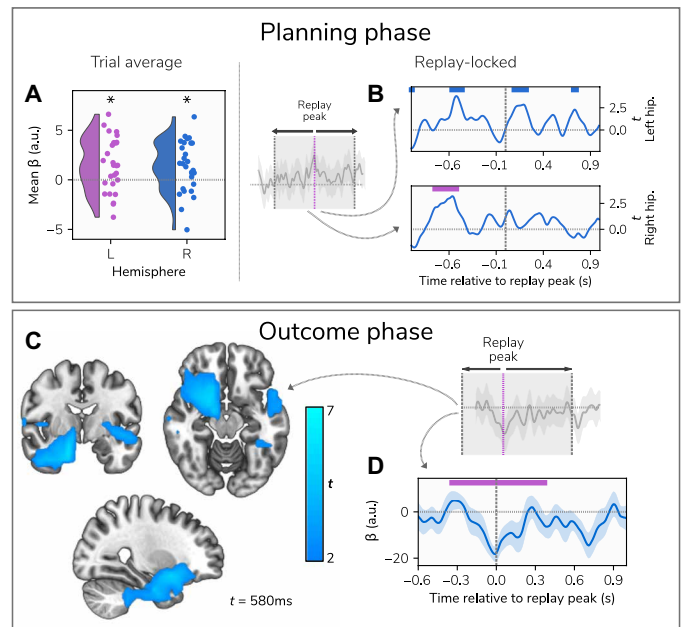 Planning phase
Trial average
Replay-locked
A
*
*
Mean β (a.u.)
5
0
−5
L
R
Hemisphere
Replay
peak
B
2.5
0.0
t
Left hip.
−0.6
−0.1
0.4
0.9
2.5
0.0
t
Right hip.
−0.6
−0.1
0.4
0.9
Time relative to replay peak (s)
Outcome phase
C
7
t
2
t = 580ms
Replay
peak
D
β (a.u.)
0
−20
−0.6
−0.3
0.0
0.3
0.6
0.9
Time relative to replay peak (s)